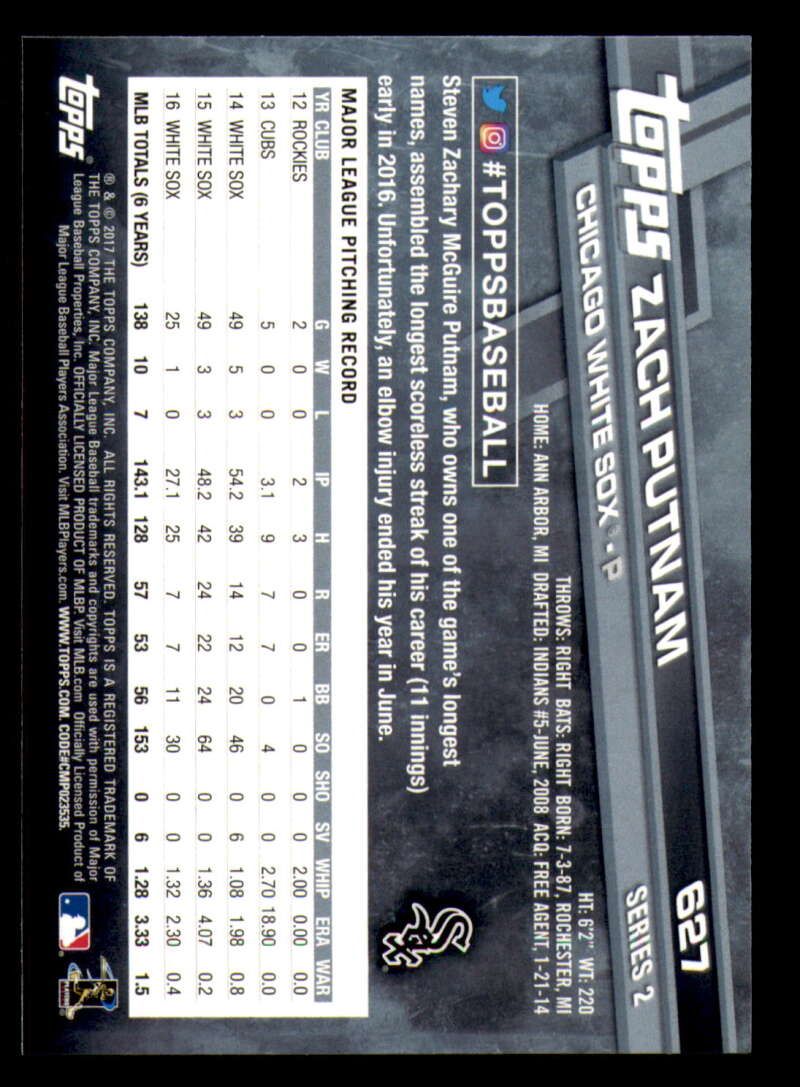 TOPPS ZACH PUTNAM 627
CHICAGO WHITE SOX® - P SERIES 2
HT: 6'2" WT: 220
THROWS: RIGHT BATS: RIGHT BORN: 7-3-87, ROCHESTER, MI
HOME: ANN ARBOR, MI DRAFTED: INDIANS #5-JUNE, 2008 ACQ: FREE AGENT, 1-21-14
#TOPPSBASEBALL
Steven Zachary McGuire Putnam, who owns one of the game's longest
names, assembled the longest scoreless streak of his career (11 innings)
early in 2016. Unfortunately, an elbow injury ended his year in June.
SOX
MAJOR LEAGUE PITCHING RECORD
YR CLUB G W L IP H R ER BB SO SHO SV WHIP ERA WAR
12 ROCKIES 2 0 0 2 3 0 0 1 0 0 0 2.00 0.00 0.0
13 CUBS 5 0 0 3.1 9 7 7 0 4 0 0 2.70 18.90 0.0
14 WHITE SOX 49 5 3 54.2 39 14 12 20 46 0 6 1.08 1.98 0.8
15 WHITE SOX 49 3 3 48.2 42 24 22 24 64 0 0 1.36 4.07 0.2
16 WHITE SOX 25 1 0 27.1 25 7 7 11 30 0 0 1.32 2.30 0.4
MLB TOTALS (6 YEARS) 138 10 7 143.1 128 57 53 56 153 0 6 1.28 3.33 1.5
TOPPS®
® & © 2017 THE TOPPS COMPANY, INC. ALL RIGHTS RESERVED. TOPPS IS A REGISTERED TRADEMARK OF
THE TOPPS COMPANY, INC. Major League Baseball trademarks and copyrights are used with permission of Major
League Baseball Properties, Inc. OFFICIALLY LICENSED PRODUCT OF MLBP. Visit MLB.com Officially Licensed Product of
Major League Baseball Players Association. Visit MLBPlayers.com. WWW.TOPPS.COM. CODE#CMP023535.